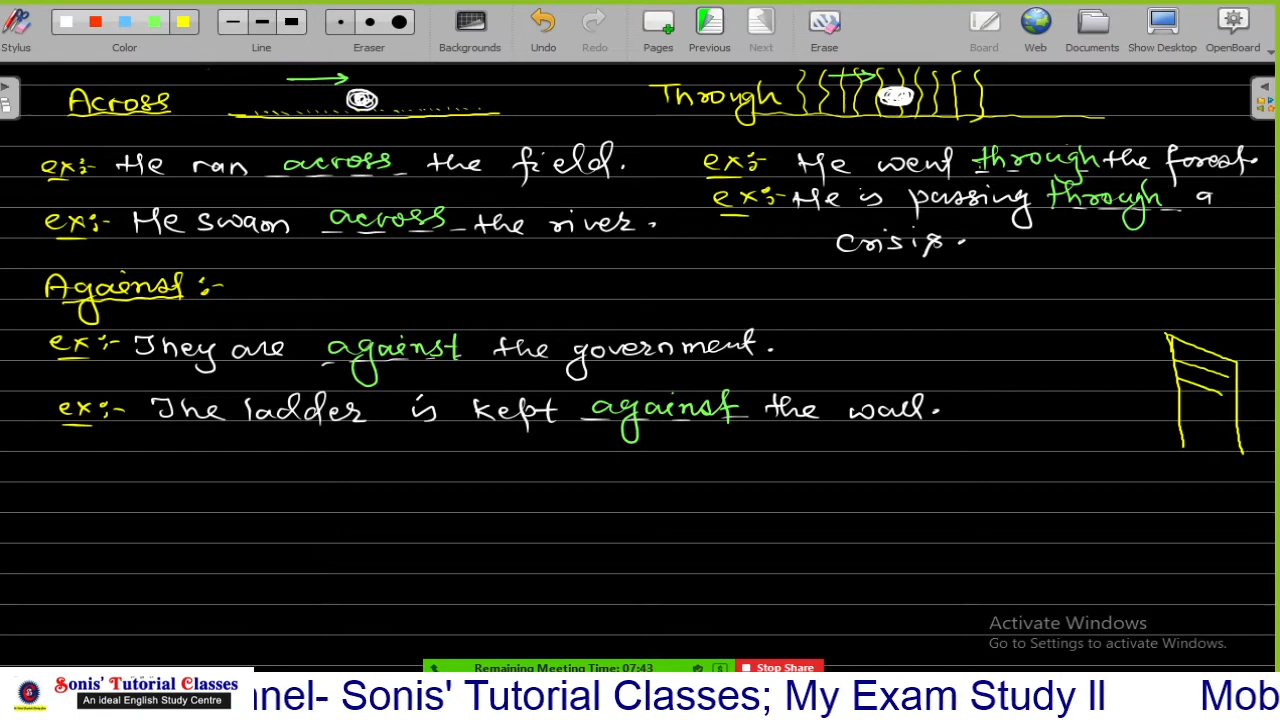 Stylus
Color
Line
Eraser
Backgrounds
Undo
Redo
Pages
Previous
Next
Erase
Board
Web
Documents
Show Desktop
OpenBoard
Across
Through
ex:- He ran across the field.
ex:- He went through the forest.
ex:- He is passing through a
crisis.
ex:- He swam across the river.
Against :-
ex:- They are against the government.
ex:- The ladder is kept against the wall.
Activate Windows
Go to Settings to activate Windows.
Remaining Meeting Time: 07:43
Stop Share
Sonis' Tutorial Classes
An ideal English Study Centre
nnel- Sonis' Tutorial Classes; My Exam Study II Mob